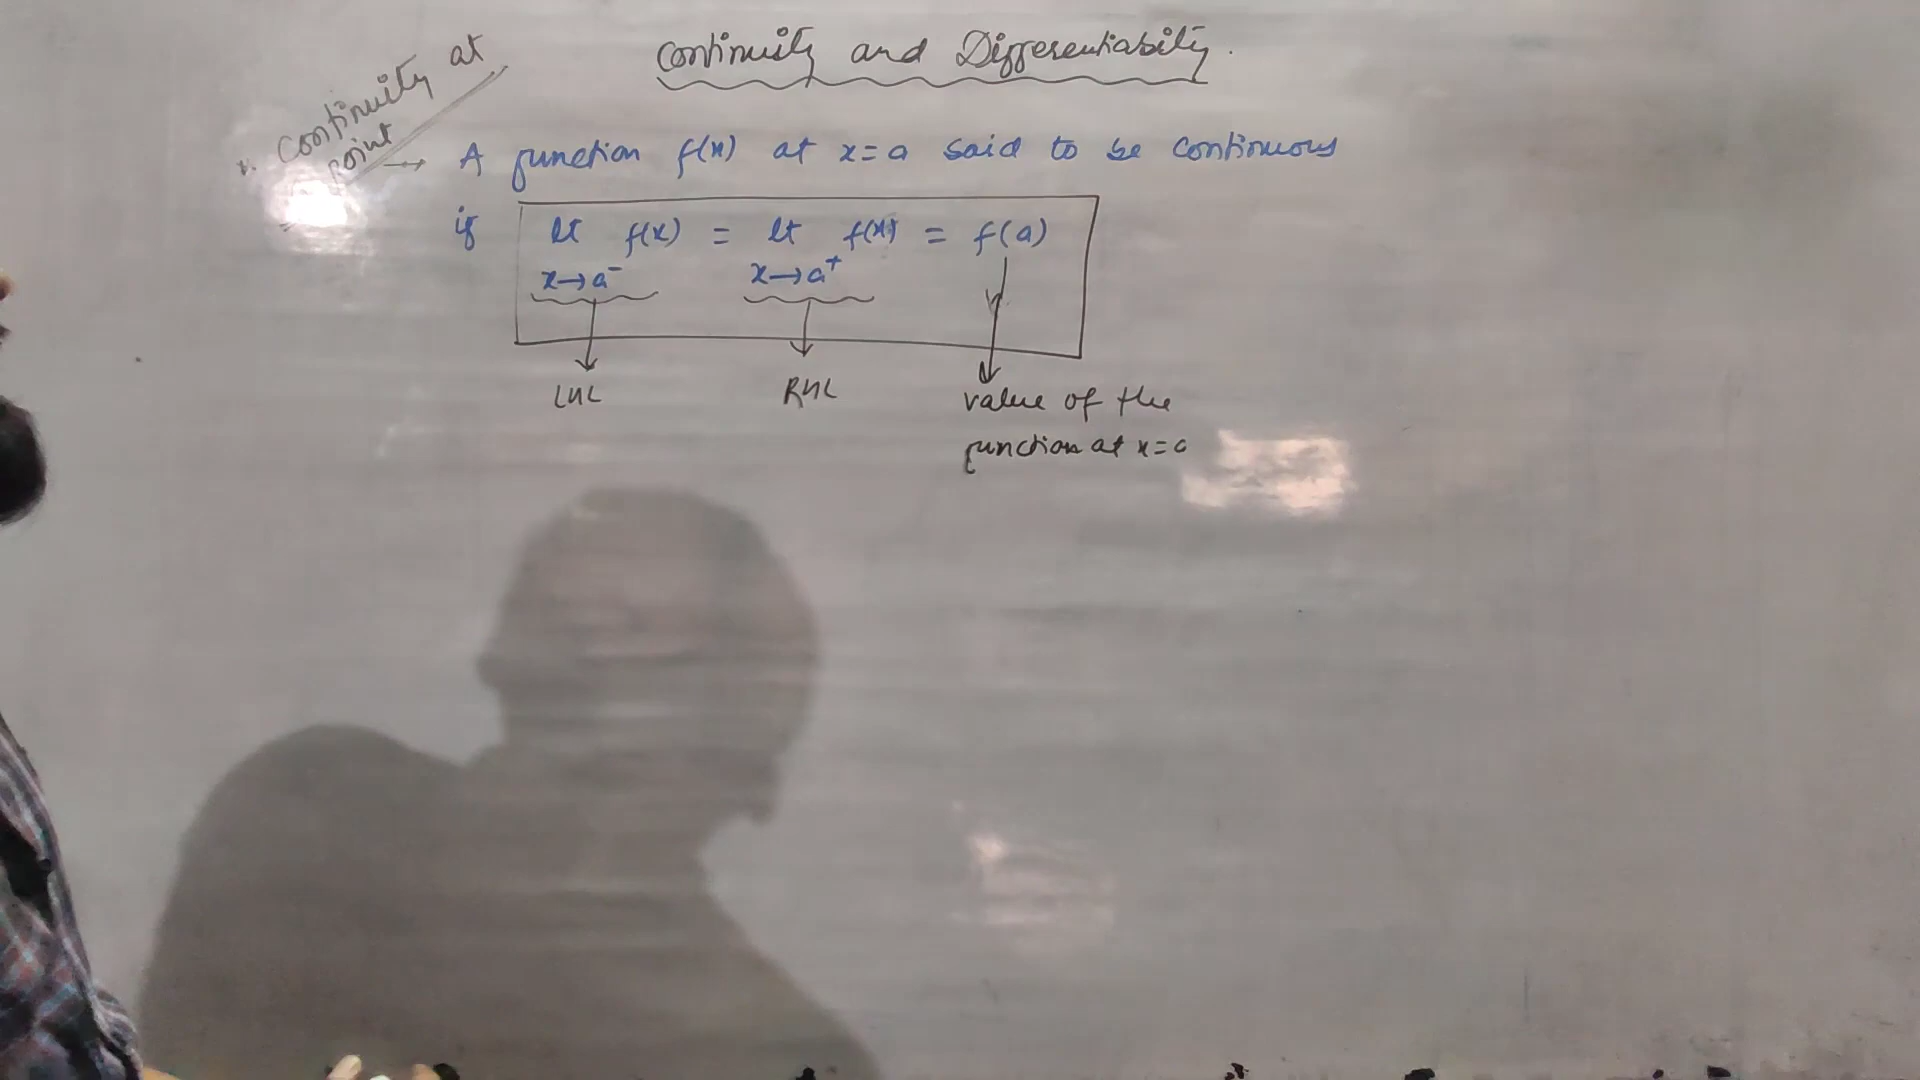 Continuity and Differentiability.
* Continuity at
point → A function f(x) at x=a said to be continuous
if lt f(x) = lt f(x) = f(a)
x→a⁻ x→a⁺
LHL RHL value of the
function at x=a